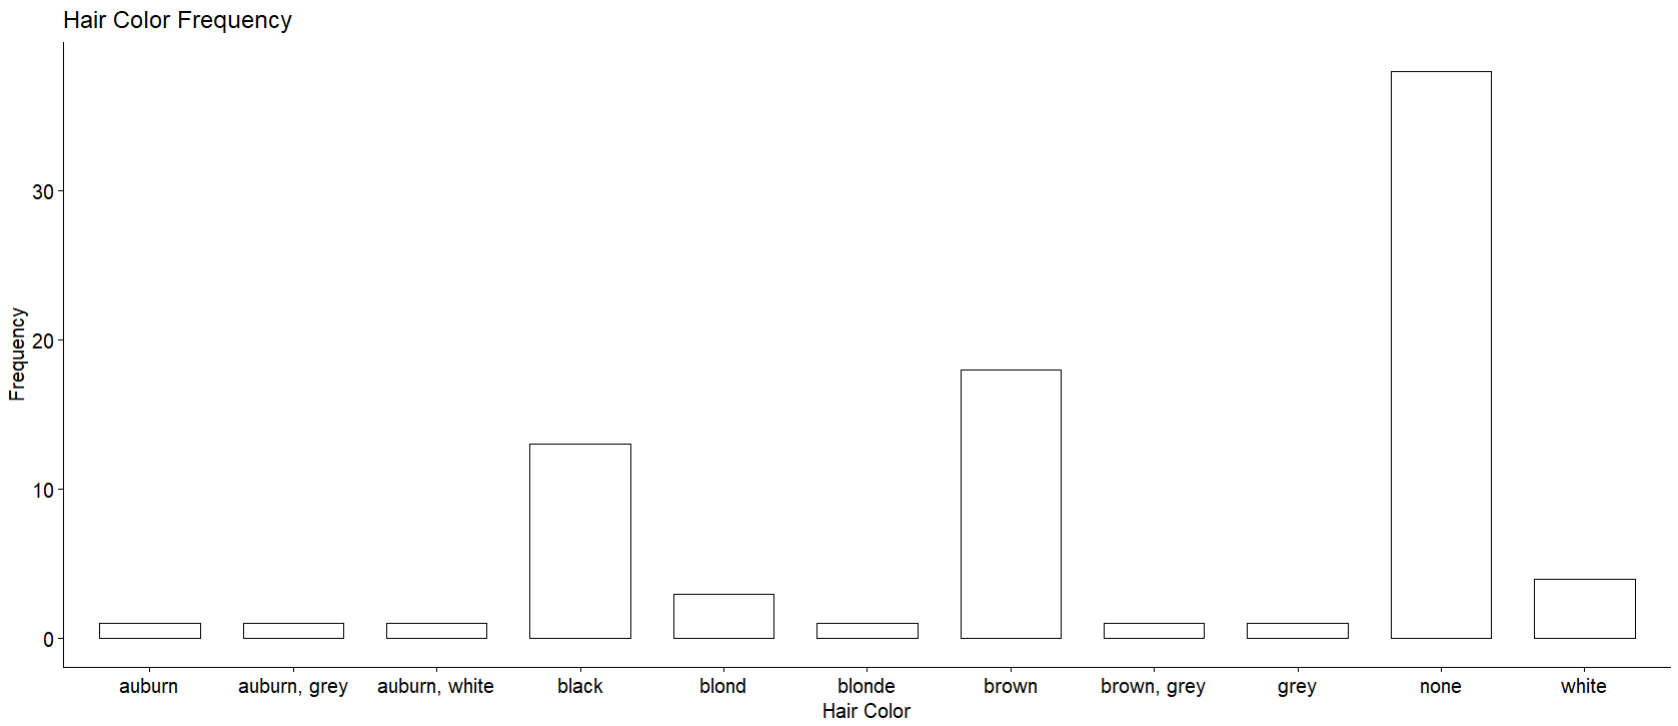 Hair Color Frequency
Frequency
30
20
10
0
auburn auburn, grey auburn, white black blond blonde brown brown, grey grey none white
Hair Color